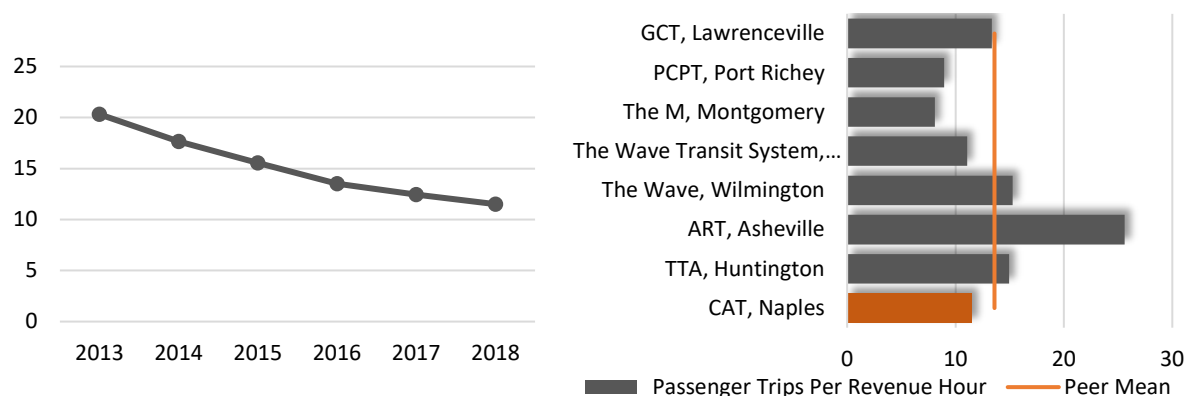 25
20
15
10
5
0
2013 2014 2015 2016 2017 2018
GCT, Lawrenceville
PCPT, Port Richey
The M, Montgomery
The Wave Transit System,...
The Wave, Wilmington
ART, Asheville
TTA, Huntington
CAT, Naples
0 10 20 30
Passenger Trips Per Revenue Hour Peer Mean